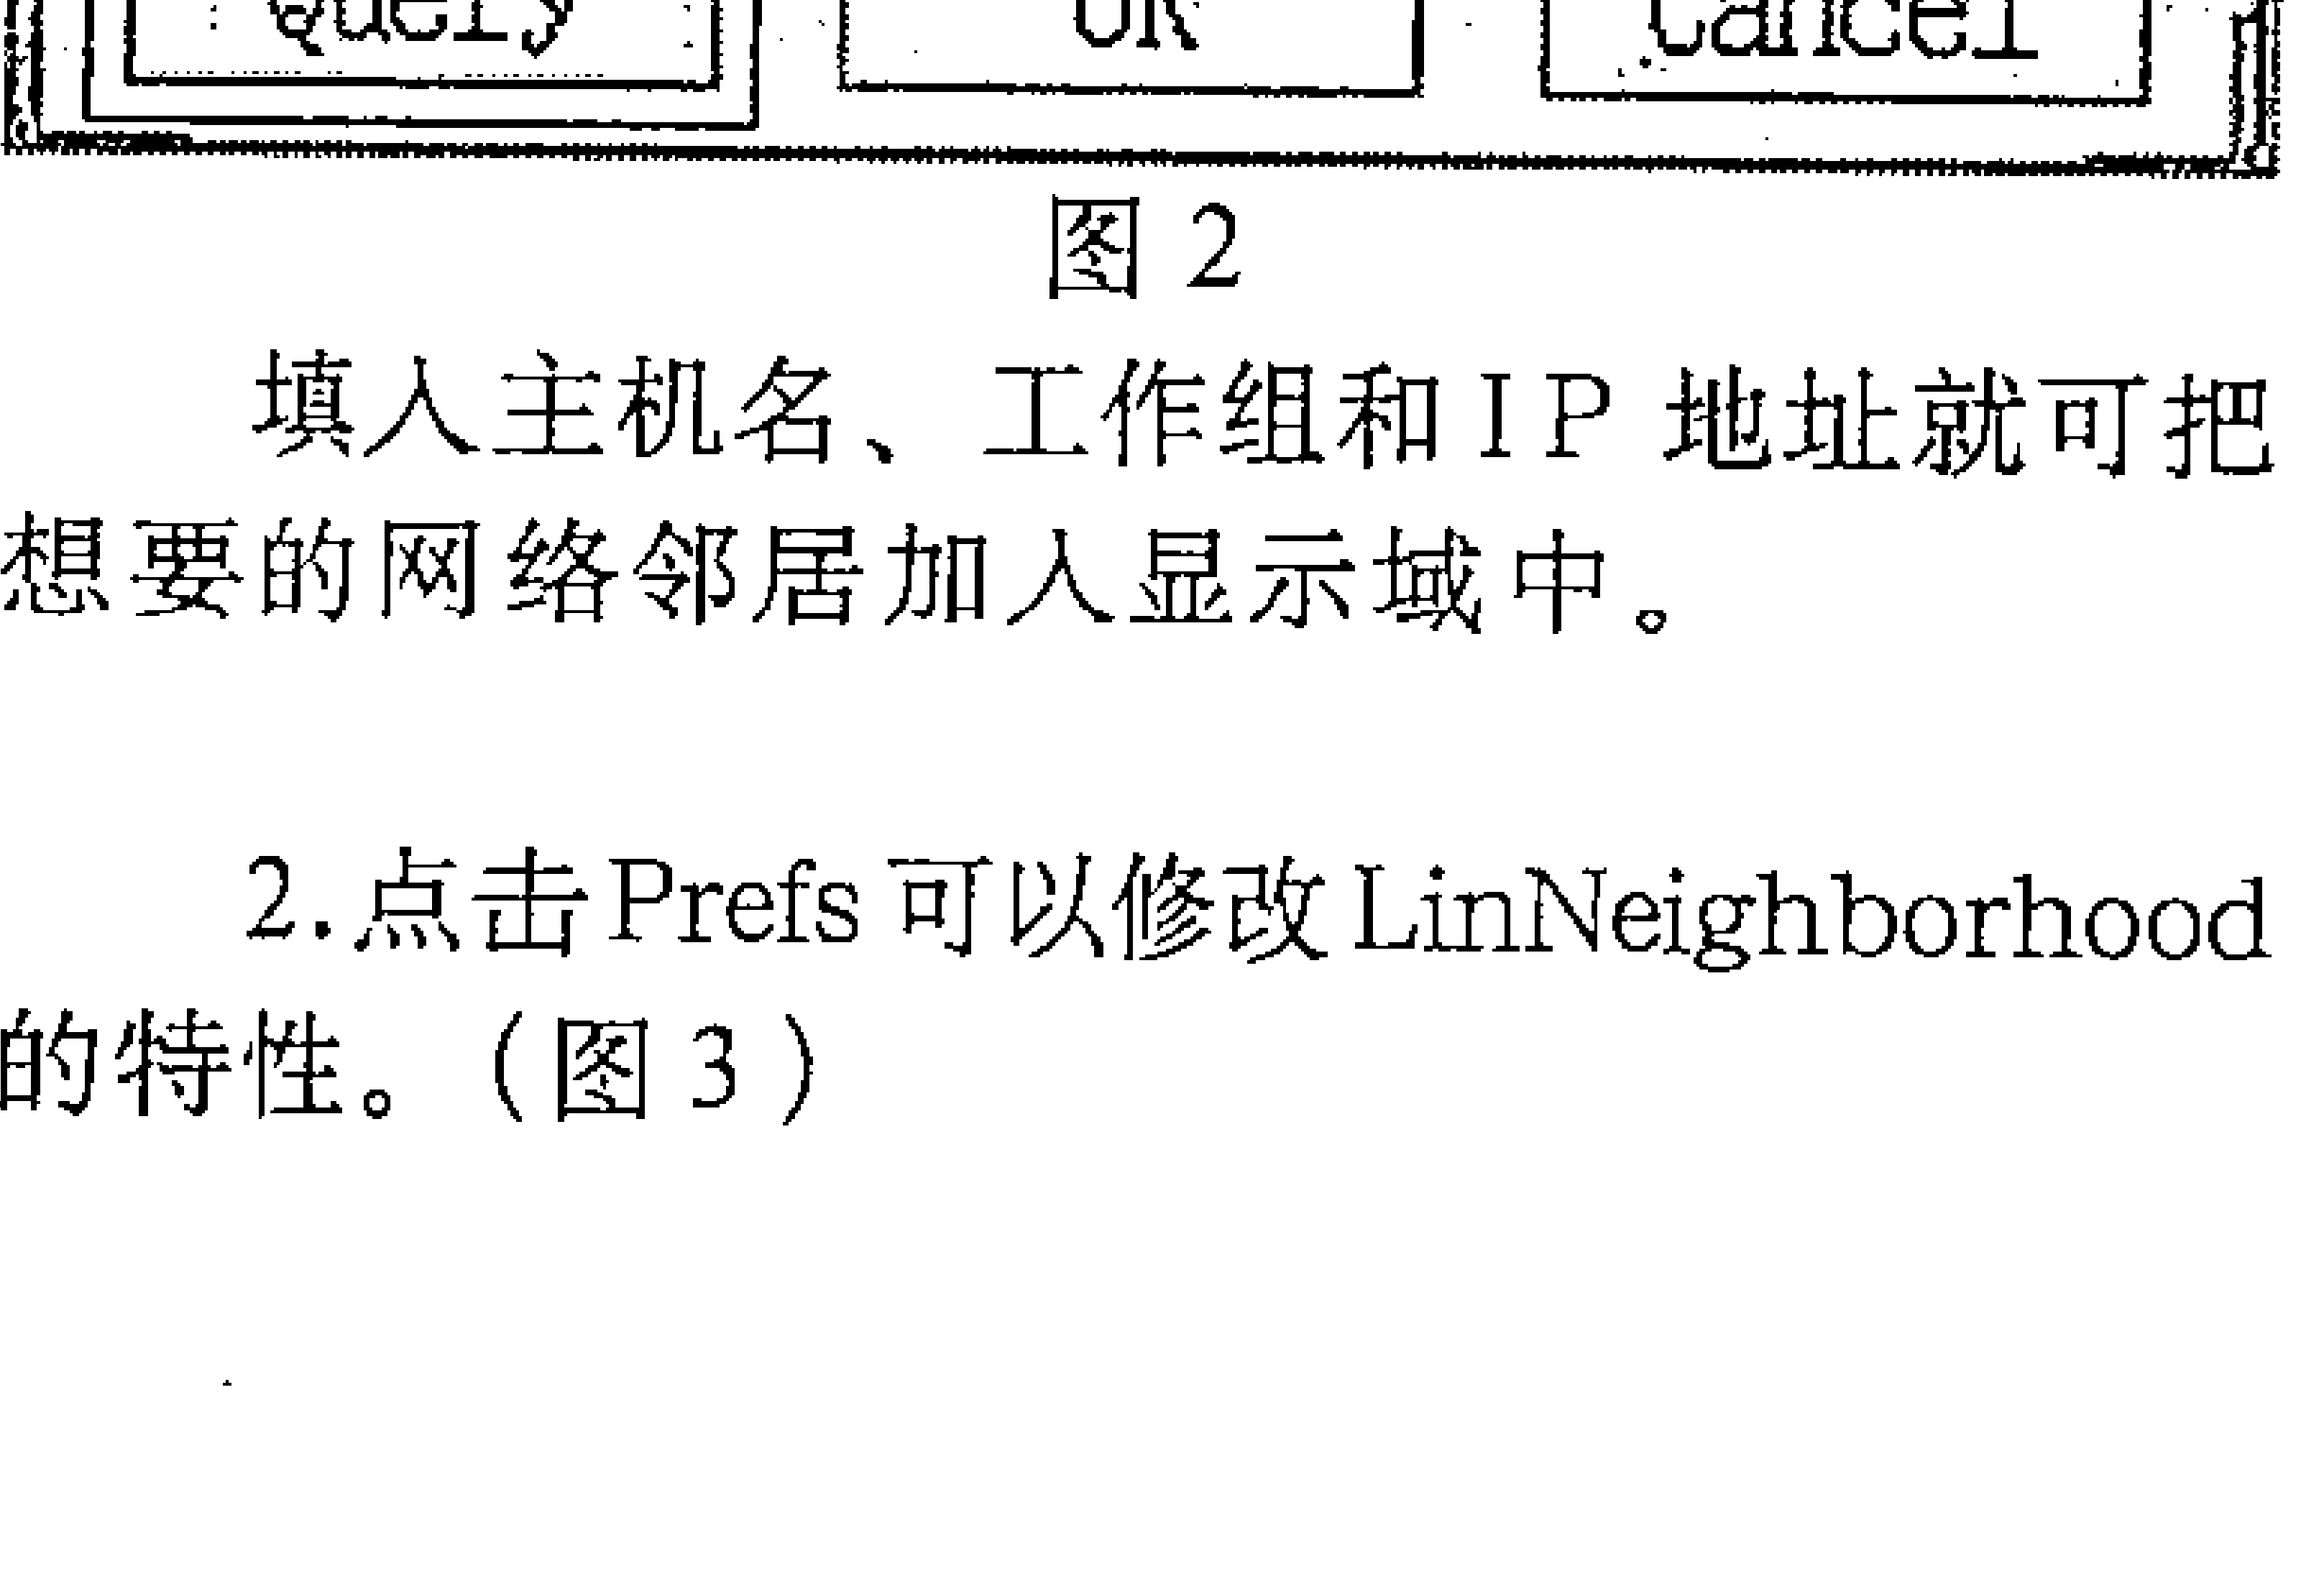 Query OK Cancel
图 2
填入主机名、工作组和 IP 地址就可把
想要的网络邻居加入显示域中。
2.点击 Prefs 可以修改 LinNeighborhood
的特性。（图 3）